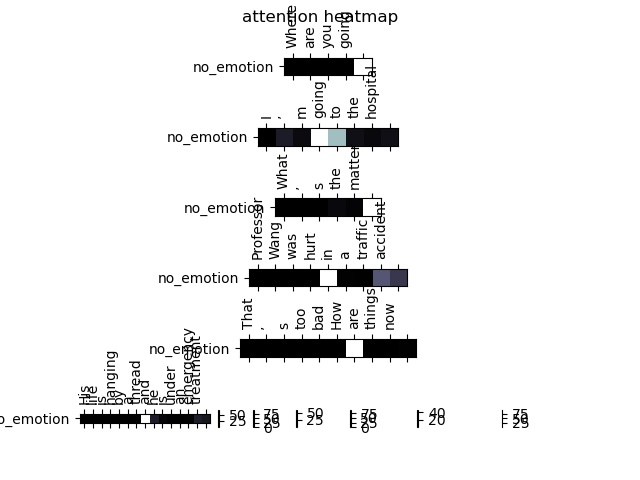 attention heatmap
Where are you going
no_emotion
I ' m going to the hospital
no_emotion
What ' s the matter
no_emotion
Professor Wang was hurt in a traffic accident
no_emotion
That ' s too bad How are things now
no_emotion
His life is hanging by a thread and he is under an emergency treatment
o_emotion
50 75 50 75 40 75
25 50 25 50 20 50
25 25 25
0 0